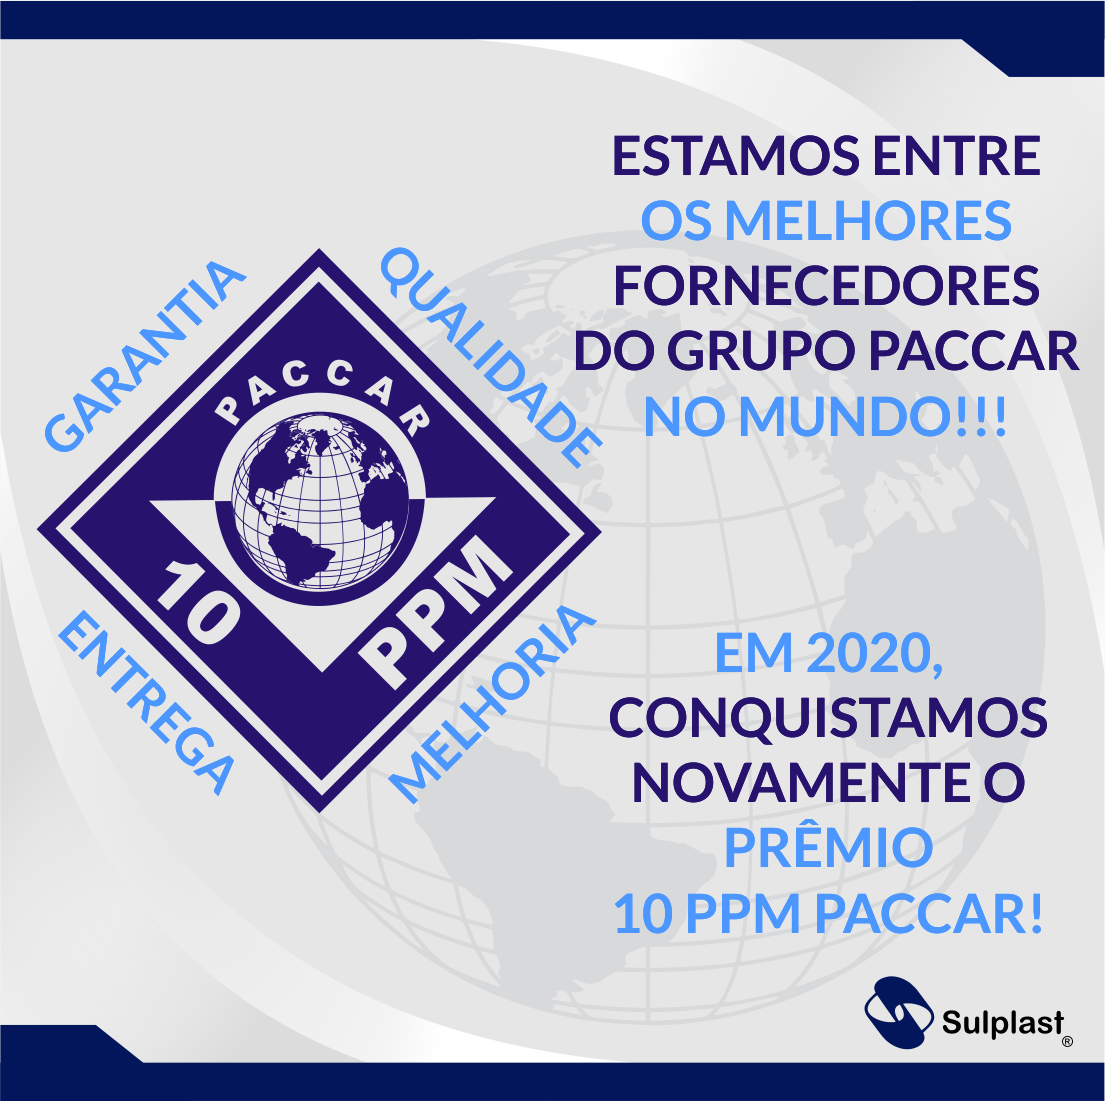 ESTAMOS ENTRE
OS MELHORES
FORNECEDORES
DO GRUPO PACCAR
NO MUNDO!!!
GARANTIA
QUALIDADE
PACCAR
10
PPM
ENTREGA
MELHORIA
EM 2020,
CONQUISTAMOS
NOVAMENTE O
PRÊMIO
10 PPM PACCAR!
Sulplast®